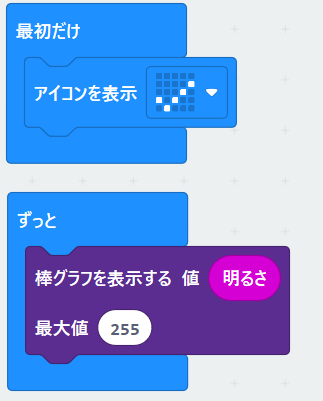 最初だけ
アイコンを表示
ずっと
棒グラフを表示する 値 明るさ
最大値 255